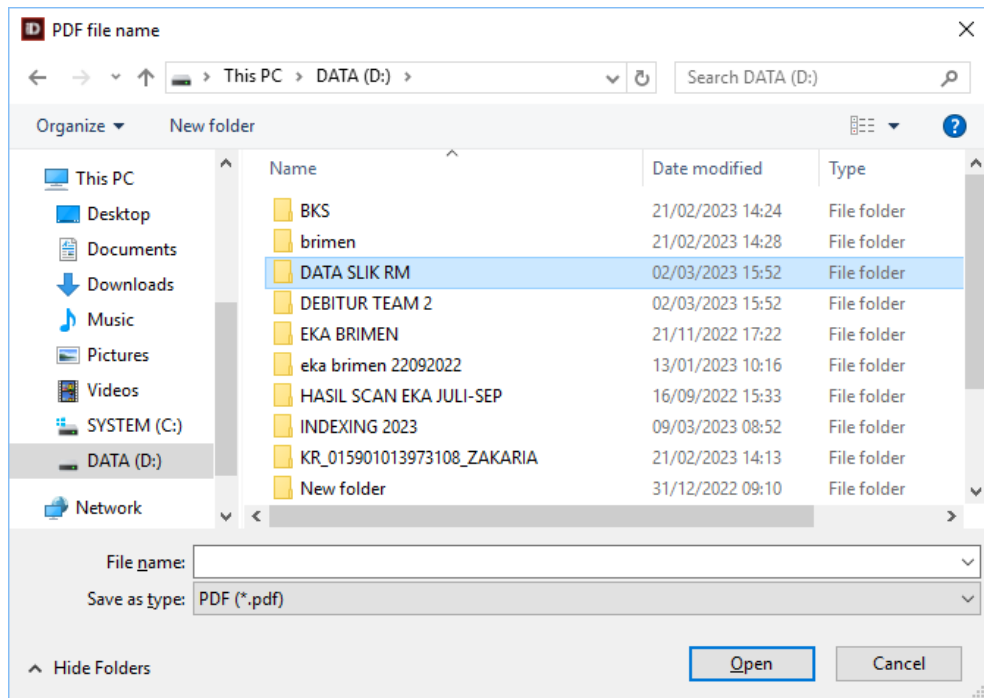 PDF file name
This PC > DATA (D:) > Search DATA (D:)
Organize New folder ?
Name Date modified Type
This PC
Desktop
Documents
Downloads
Music
Pictures
Videos
SYSTEM (C:)
DATA (D:)
Network
BKS 21/02/2023 14:24 File folder
brimen 21/02/2023 14:28 File folder
DATA SLIK RM 02/03/2023 15:52 File folder
DEBITUR TEAM 2 02/03/2023 15:52 File folder
EKA BRIMEN 21/11/2022 17:22 File folder
eka brimen 22092022 13/01/2023 10:16 File folder
HASIL SCAN EKA JULI-SEP 16/09/2022 15:33 File folder
INDEXING 2023 09/03/2023 08:52 File folder
KR_015901013973108_ZAKARIA 21/02/2023 14:13 File folder
New folder 31/12/2022 09:10 File folder
File name:
Save as type: PDF (*.pdf)
Hide Folders Open Cancel